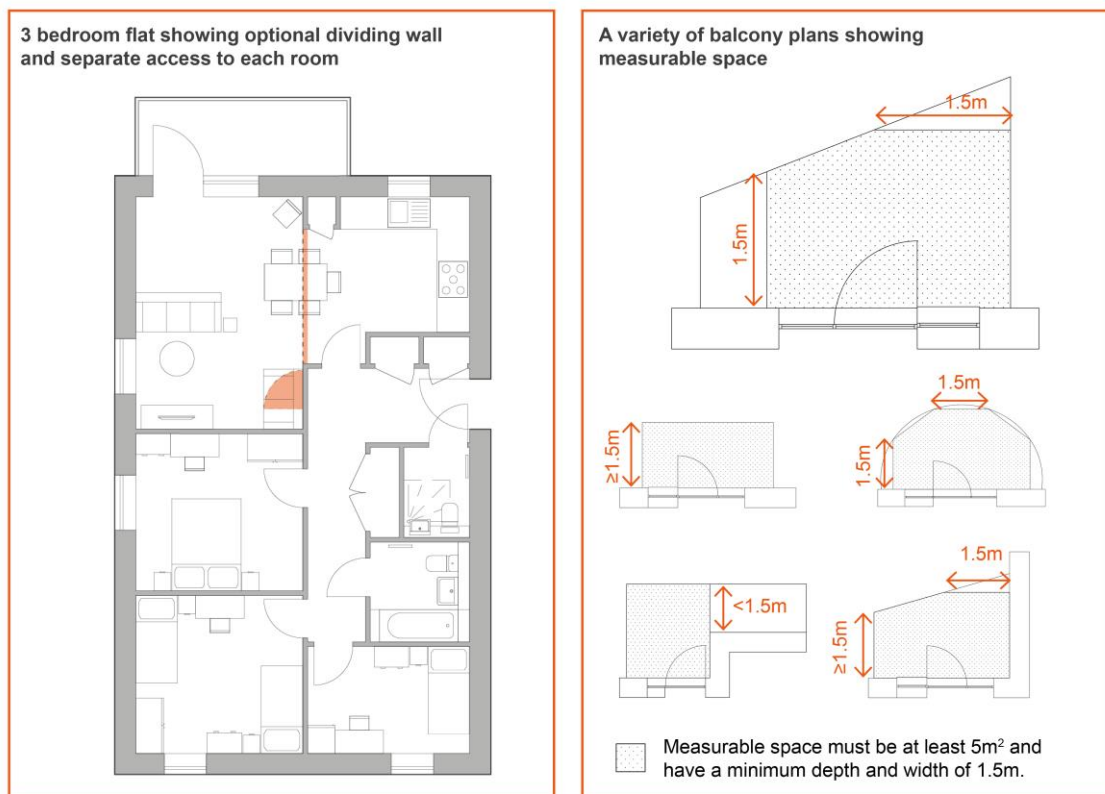 3 bedroom flat showing optional dividing wall
and separate access to each room
A variety of balcony plans showing
measurable space
1.5m
1.5m
≥1.5m
1.5m
1.5m
<1.5m
1.5m
≥1.5m
Measurable space must be at least 5m² and
have a minimum depth and width of 1.5m.